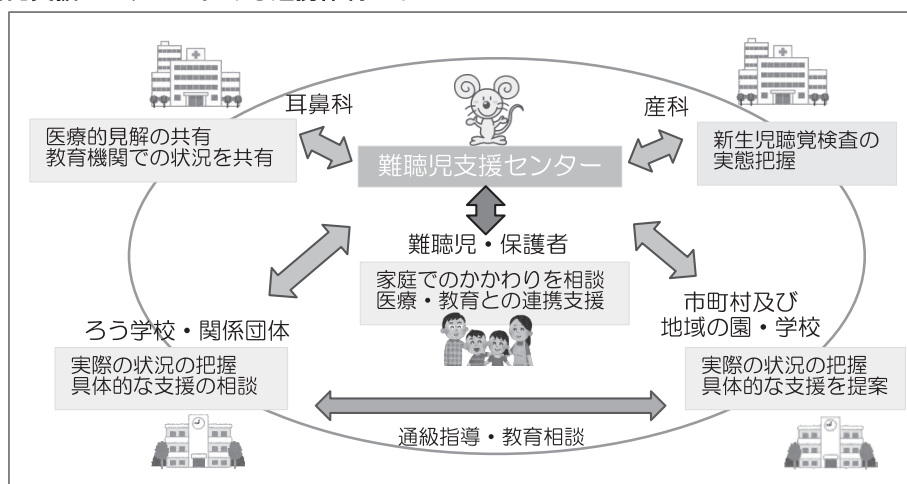 耳鼻科
産科
医療的見解の共有
教育機関での状況を共有
難聴児支援センター
新生児聴覚検査の
実態把握
難聴児・保護者
家庭でのかかわりを相談
医療・教育との連携支援
ろう学校・関係団体
実際の状況の把握
具体的な支援の相談
市町村及び
地域の園・学校
実際の状況の把握
具体的な支援を提案
通級指導・教育相談